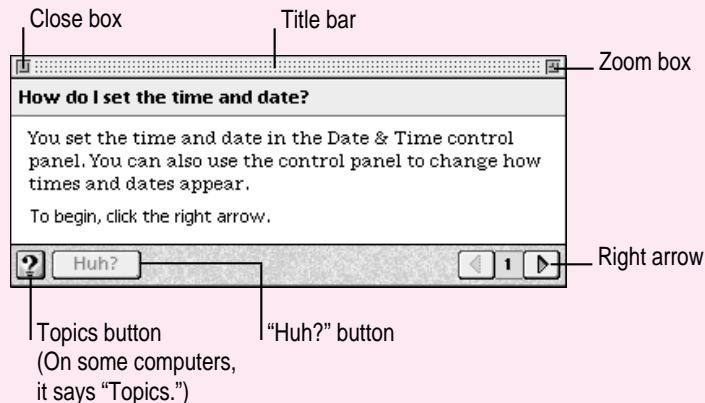 Close box
Title bar
Zoom box
How do I set the time and date?
You set the time and date in the Date & Time control
panel. You can also use the control panel to change how
times and dates appear.
To begin, click the right arrow.
?
Huh?
1
Right arrow
Topics button
(On some computers,
it says “Topics.”)
“Huh?” button